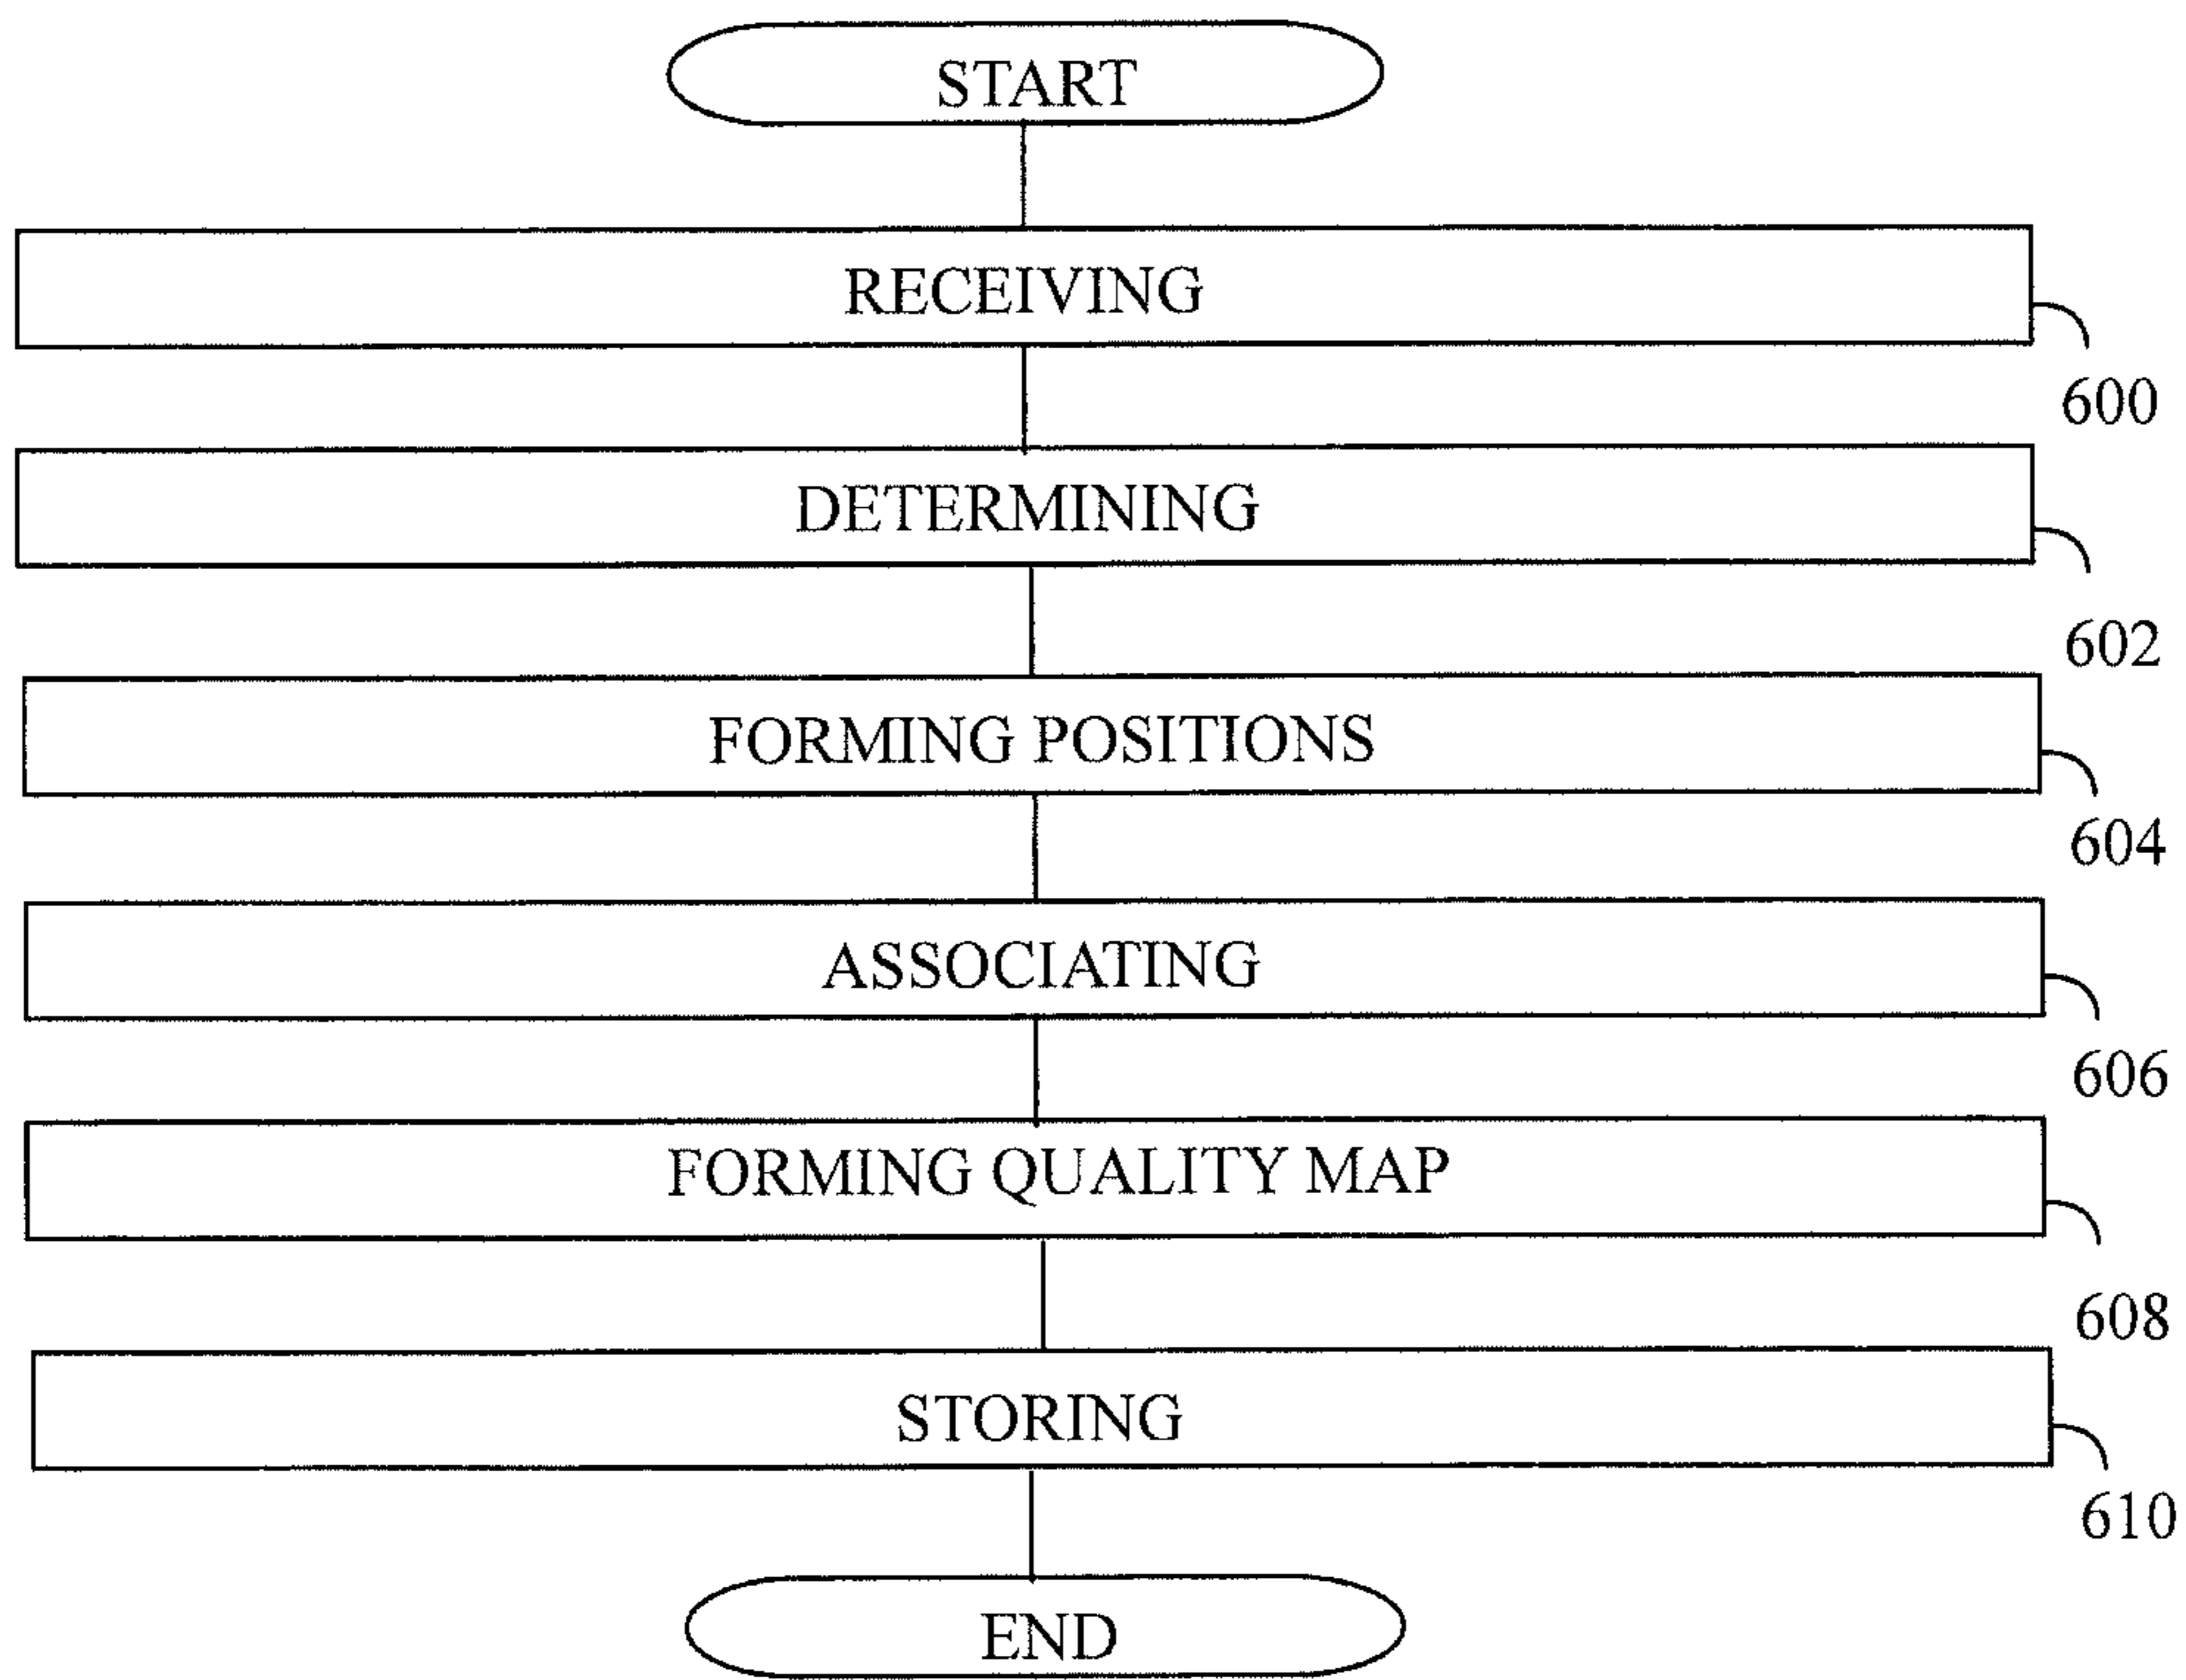 START
RECEIVING
600
DETERMINING
602
FORMING POSITIONS
604
ASSOCIATING
606
FORMING QUALITY MAP
608
STORING
610
END